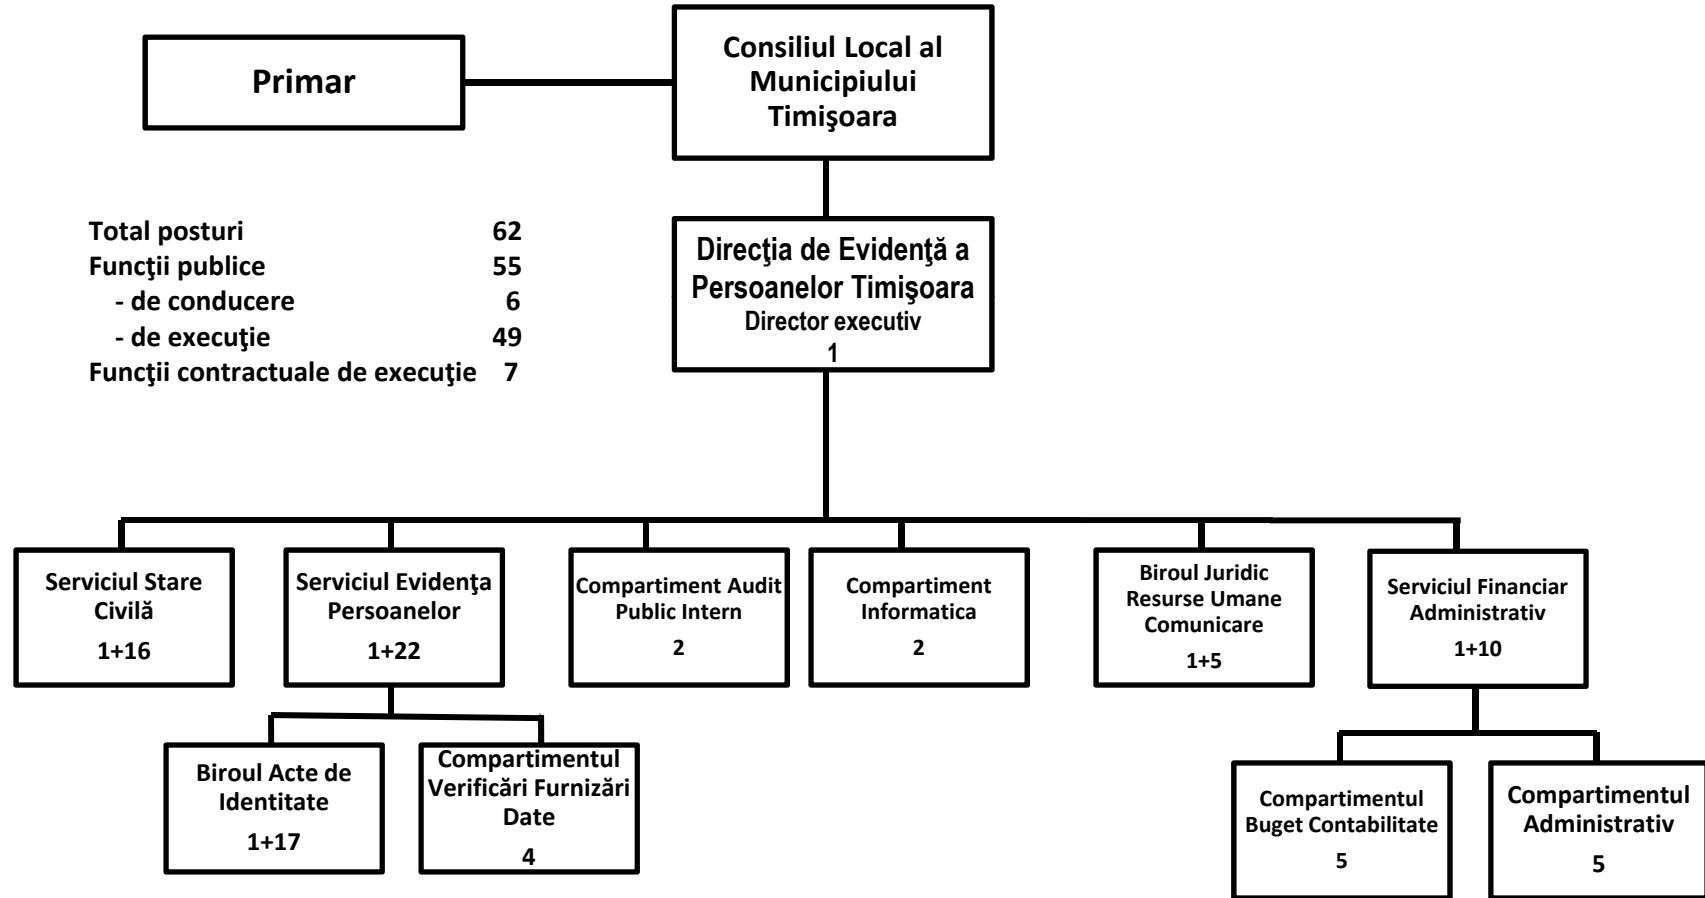 Primar
Consiliul Local al
Municipiului
Timişoara
Total posturi 62
Funcţii publice 55
- de conducere 6
- de execuţie 49
Funcţii contractuale de execuţie 7
Direcţia de Evidenţă a
Persoanelor Timişoara
Director executiv
1
Serviciul Stare
Civilă
1+16
Serviciul Evidenţa
Persoanelor
1+22
Compartiment Audit
Public Intern
2
Compartiment
Informatica
2
Biroul Juridic
Resurse Umane
Comunicare
1+5
Serviciul Financiar
Administrativ
1+10
Biroul Acte de
Identitate
1+17
Compartimentul
Verificări Furnizări
Date
4
Compartimentul
Buget Contabilitate
5
Compartimentul
Administrativ
5